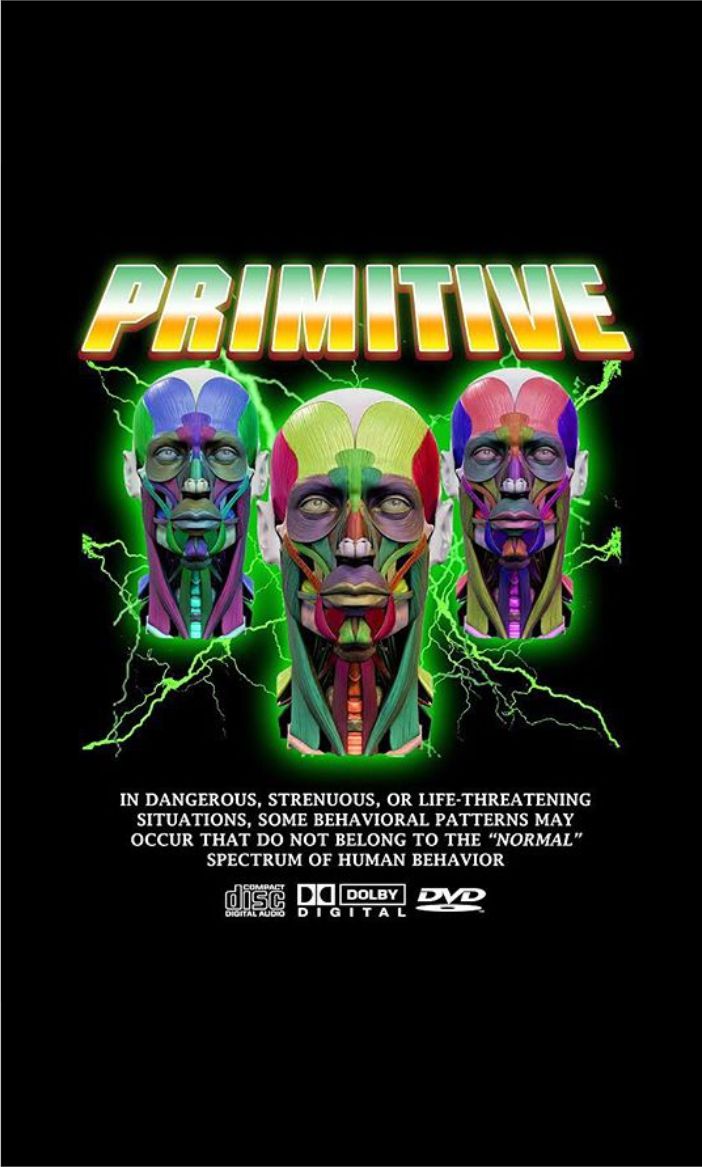 PRIMITIVE
IN DANGEROUS, STRENUOUS, OR LIFE-THREATENING
SITUATIONS, SOME BEHAVIORAL PATTERNS MAY
OCCUR THAT DO NOT BELONG TO THE “NORMAL”
SPECTRUM OF HUMAN BEHAVIOR
COMPACT
disc
DIGITAL AUDIO
DOLBY
DIGITAL
DVD